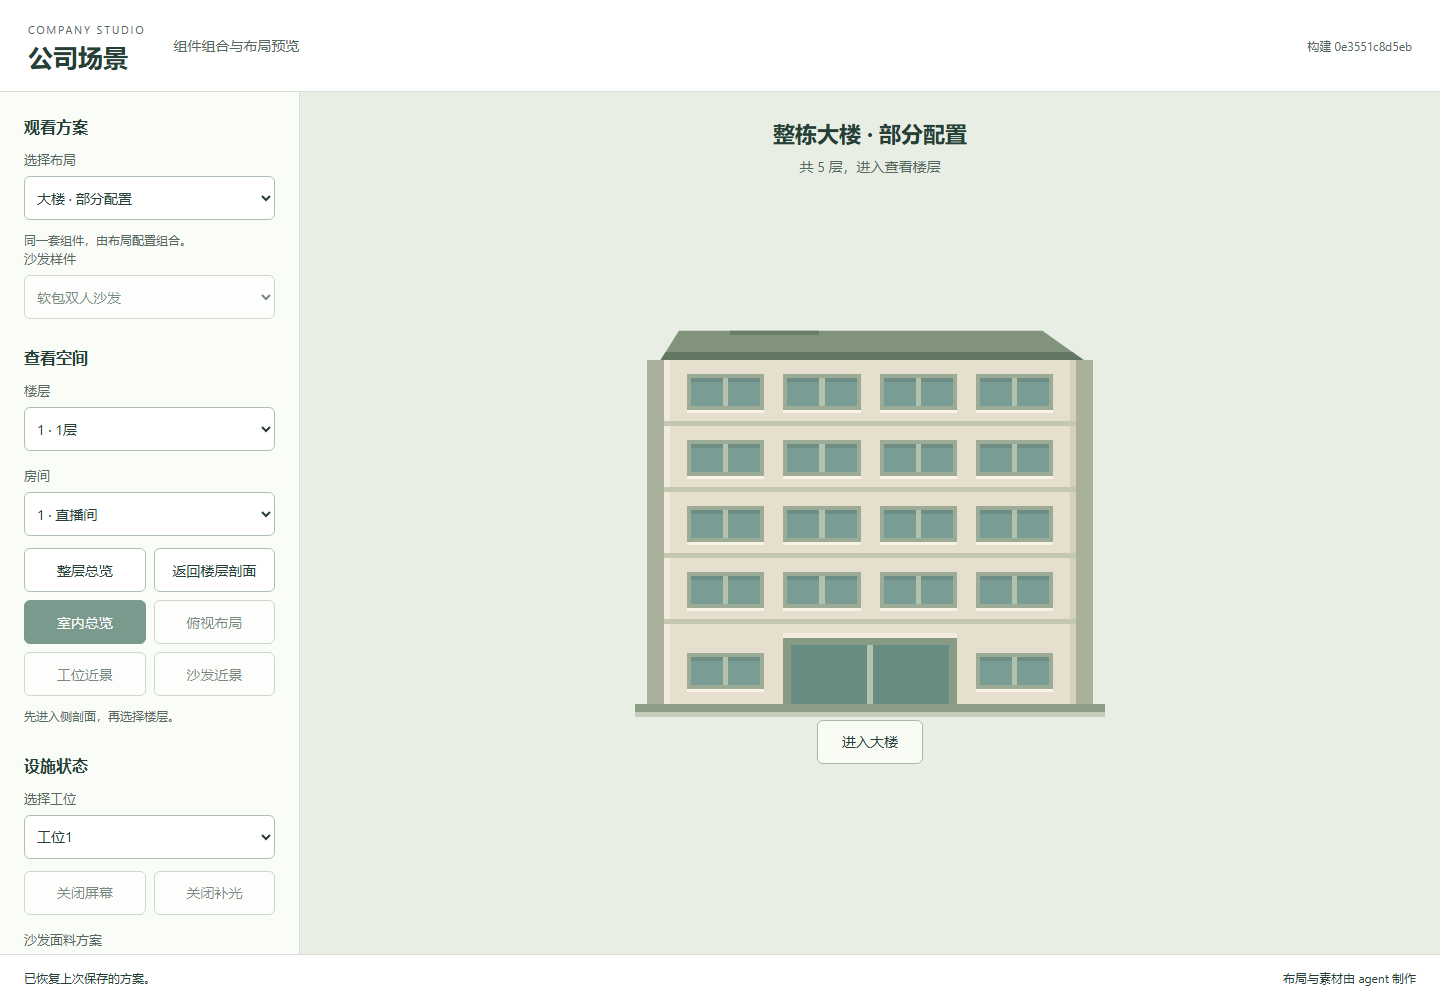 COMPANY STUDIO
公司场景
组件组合与布局预览
构建 0e3551c8d5eb
观看方案
选择布局
大楼 · 部分配置
同一套组件，由布局配置组合。
沙发样件
软包双人沙发
查看空间
楼层
1 · 1层
房间
1 · 直播间
整层总览
返回楼层剖面
室内总览
俯视布局
工位近景
沙发近景
先进入侧剖面，再选择楼层。
设施状态
选择工位
工位1
关闭屏幕
关闭补光
沙发面料方案
整栋大楼 · 部分配置
共 5 层，进入查看楼层
进入大楼
已恢复上次保存的方案。
布局与素材由 agent 制作